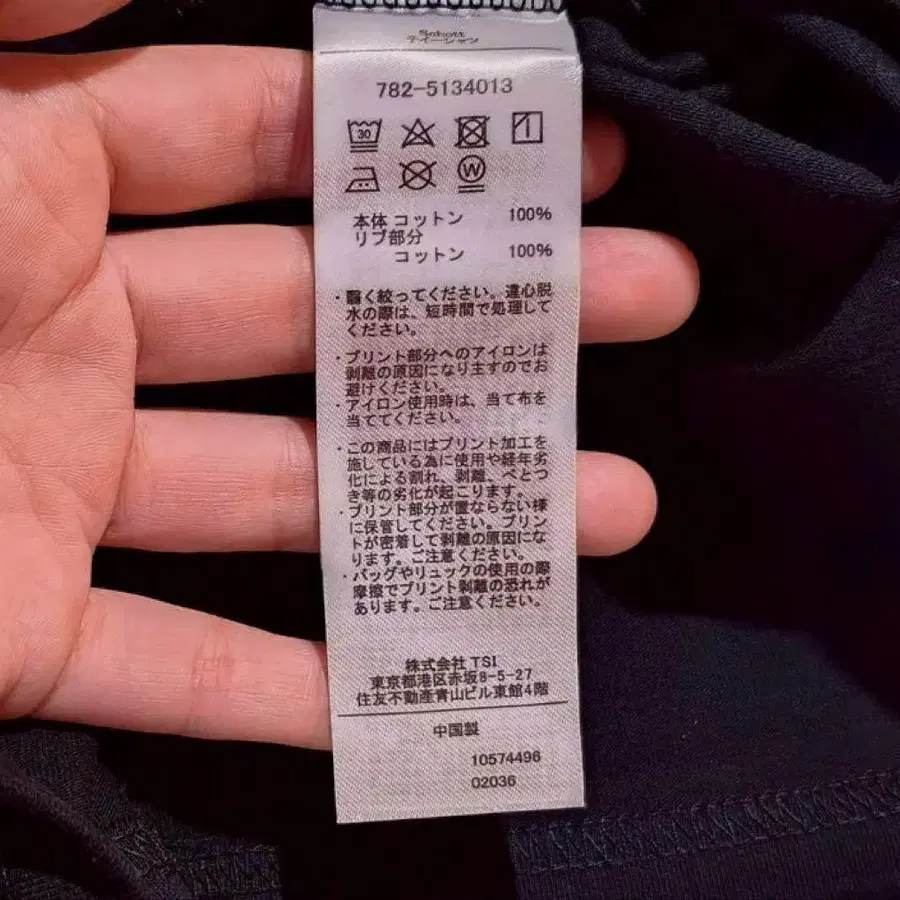 Schott
ティーシャツ
782-5134013
30
W
本体 コットン 100%
リブ部分
コットン 100%
・軽く絞ってください。遠心脱
水の際は、短時間で処理して
ください。
・プリント部分へのアイロンは
剥離の原因になりますのでお
避けください。
・アイロン使用時は、当て布を
当ててください。
・この商品にはプリント加工を
施している為に使用や経年劣
化による割れ、剥離、べとつ
き等の劣化が起こります。
・プリント部分が重ならない様
に保管してください。プリン
トが密着して剥離の原因にな
ります。ご注意ください。
・バッグやリュックの使用の際
摩擦でプリント剥離の恐れが
あります。ご注意ください。
株式会社 TSI
東京都港区赤坂8-5-27
住友不動産青山ビル東館4階
中国製
10574496
02036